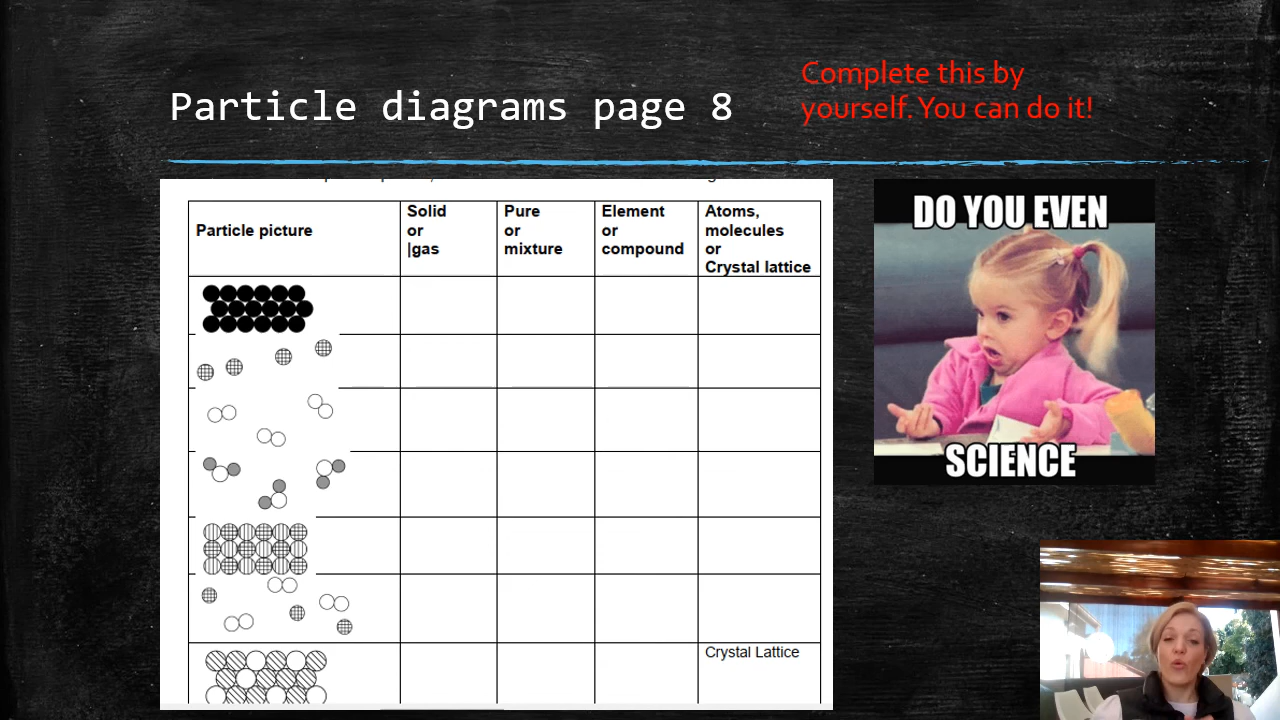 Particle diagrams page 8
Complete this by
yourself. You can do it!
Particle picture
Solid
or
gas
Pure
or
mixture
Element
or
compound
Atoms,
molecules
or
Crystal lattice
Crystal Lattice
DO YOU EVEN
SCIENCE